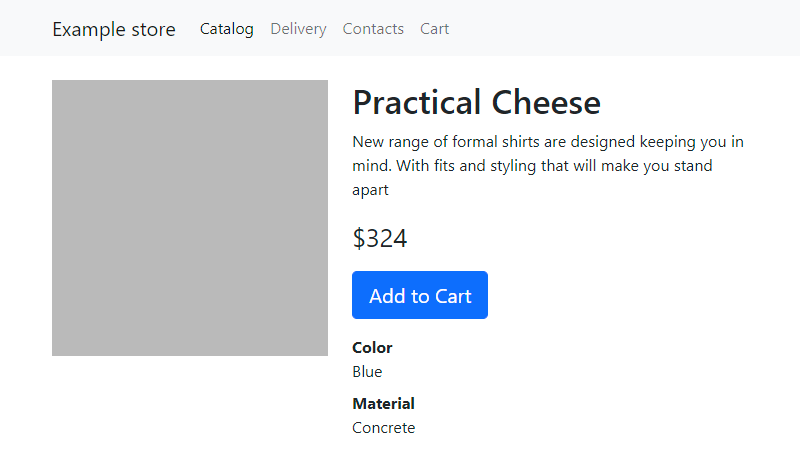 Example store Catalog Delivery Contacts Cart
Practical Cheese
New range of formal shirts are designed keeping you in
mind. With fits and styling that will make you stand
apart
$324
Add to Cart
Color
Blue
Material
Concrete